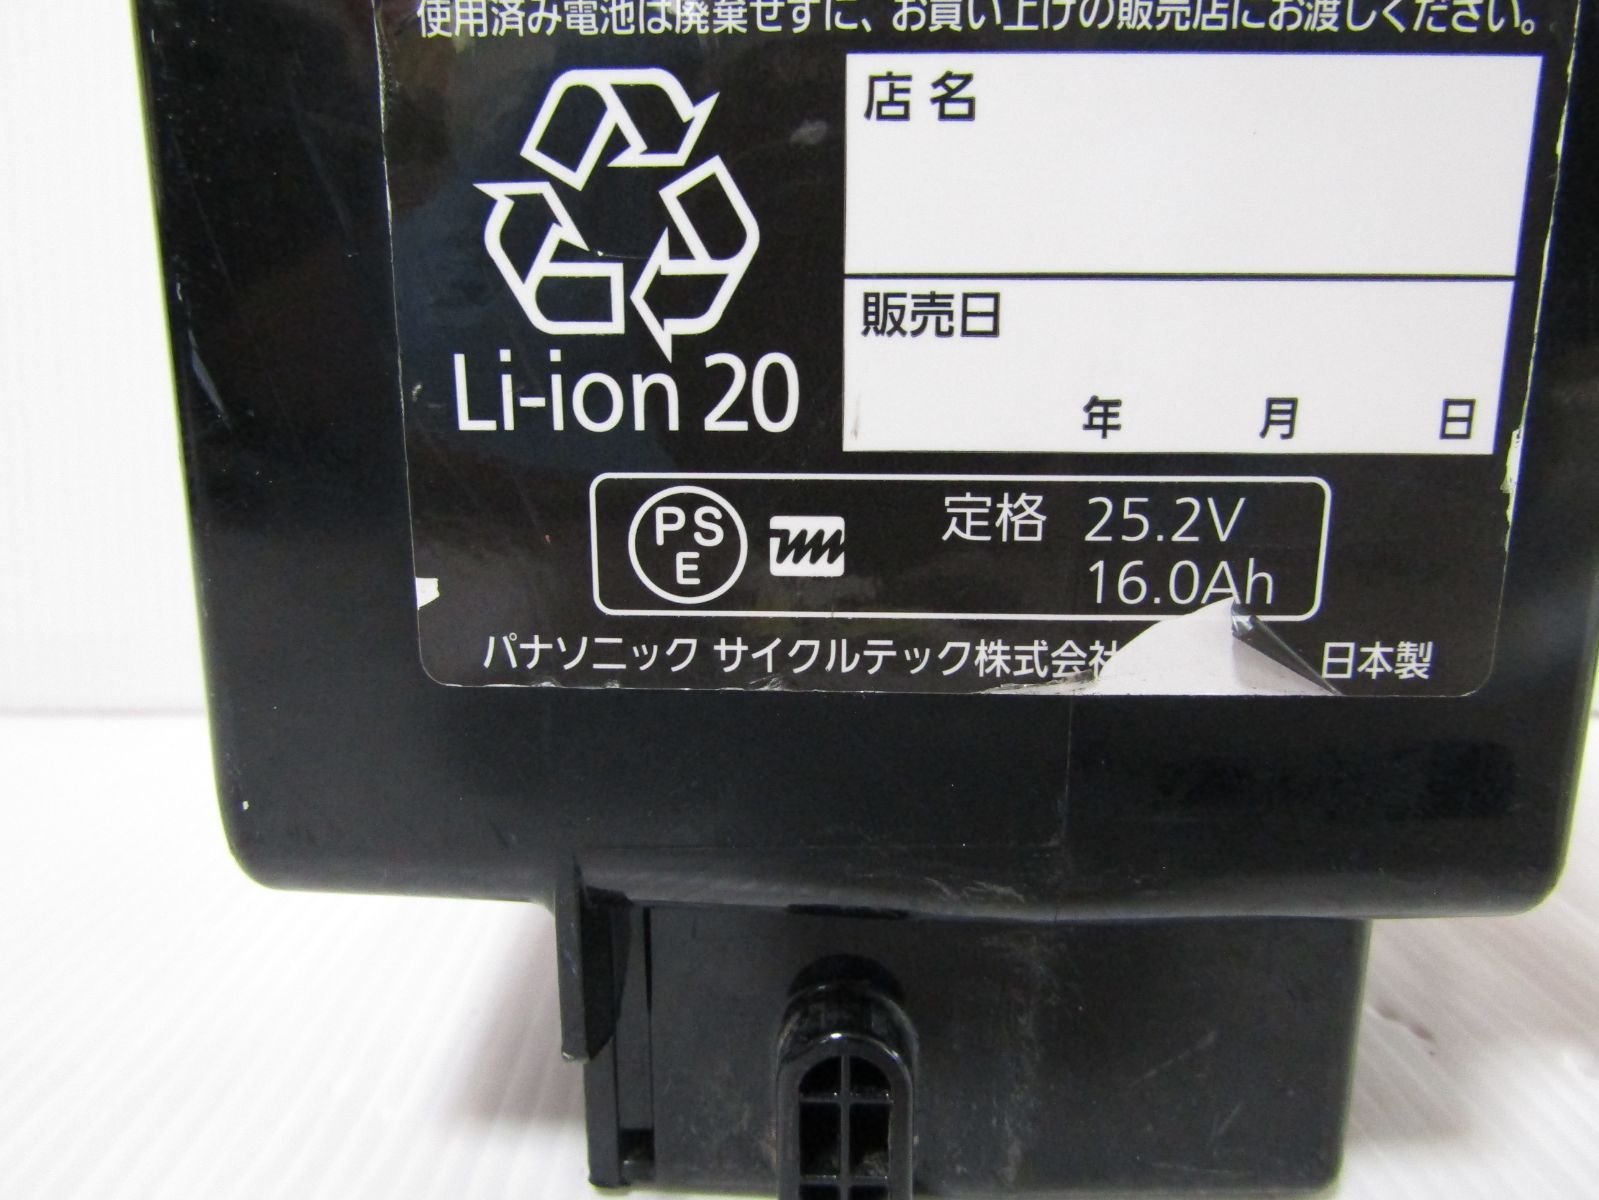 使用済み電池は廃棄せずに、お買い上げの販売店にお渡しください。
店名
販売日
年 月 日
Li-ion 20
PS
E
定格 25.2V
16.0Ah
パナソニック サイクルテック株式会社 日本製